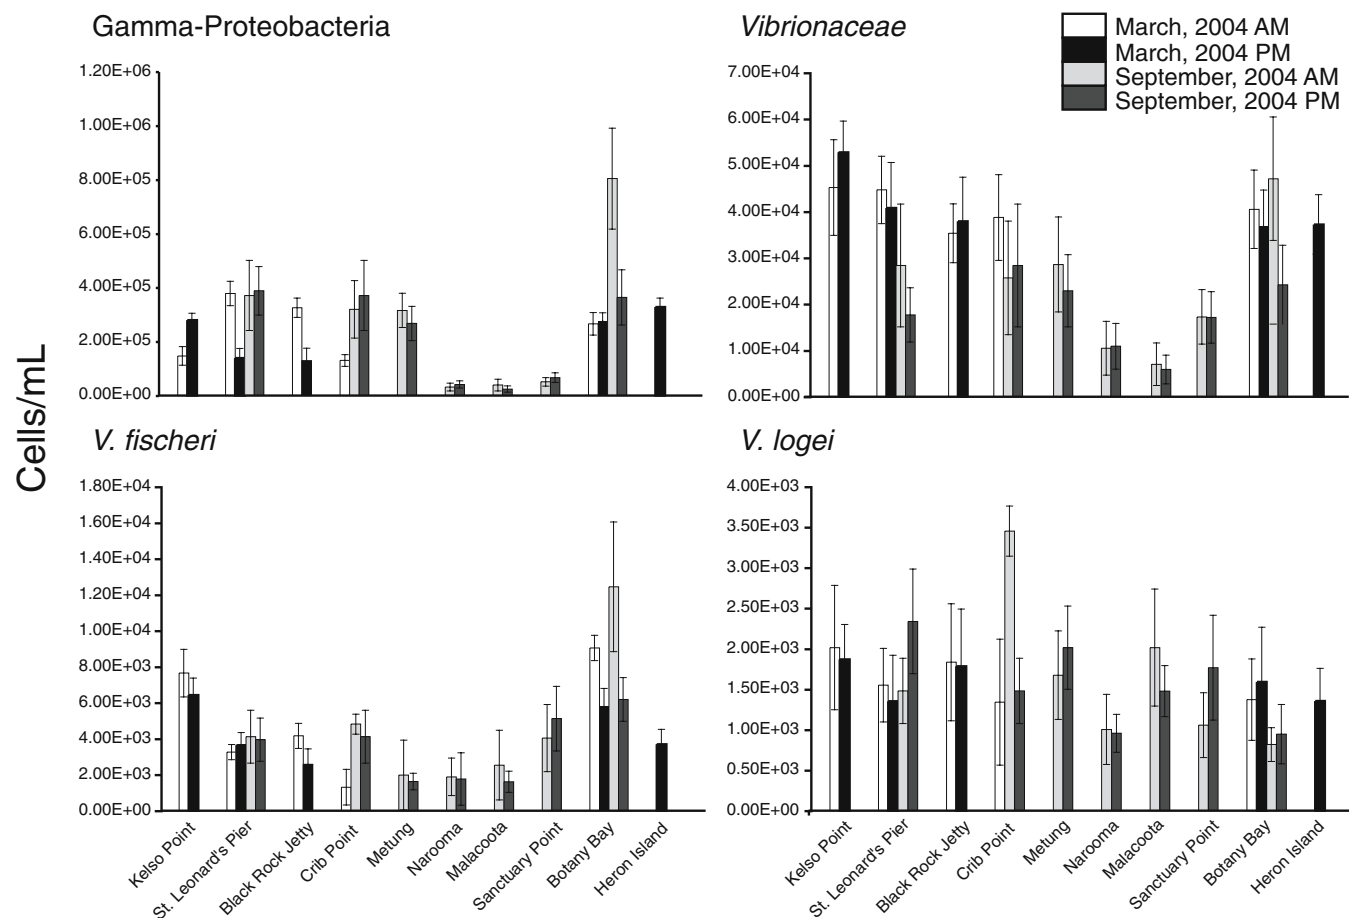 Gamma-Proteobacteria
1.20E+06
1.00E+06
8.00E+05
6.00E+05
4.00E+05
2.00E+05
0.00E+00
Vibrionaceae
March, 2004 AM
March, 2004 PM
September, 2004 AM
September, 2004 PM
7.00E+04
6.00E+04
5.00E+04
4.00E+04
3.00E+04
2.00E+04
1.00E+04
0.00E+00
Cells/mL
V. fischeri
1.80E+04
1.60E+04
1.40E+04
1.20E+04
1.00E+04
8.00E+03
6.00E+03
4.00E+03
2.00E+03
0.00E+00
Kelso Point
St. Leonard's Pier
Black Rock Jetty
Crib Point
Metung
Narooma
Malacoota
Sanctuary Point
Botany Bay
Heron Island
V. logei
4.00E+03
3.50E+03
3.00E+03
2.50E+03
2.00E+03
1.50E+03
1.00E+03
0.50E+03
0.00E+00
Kelso Point
St. Leonard's Pier
Black Rock Jetty
Crib Point
Metung
Narooma
Malacoota
Sanctuary Point
Botany Bay
Heron Island